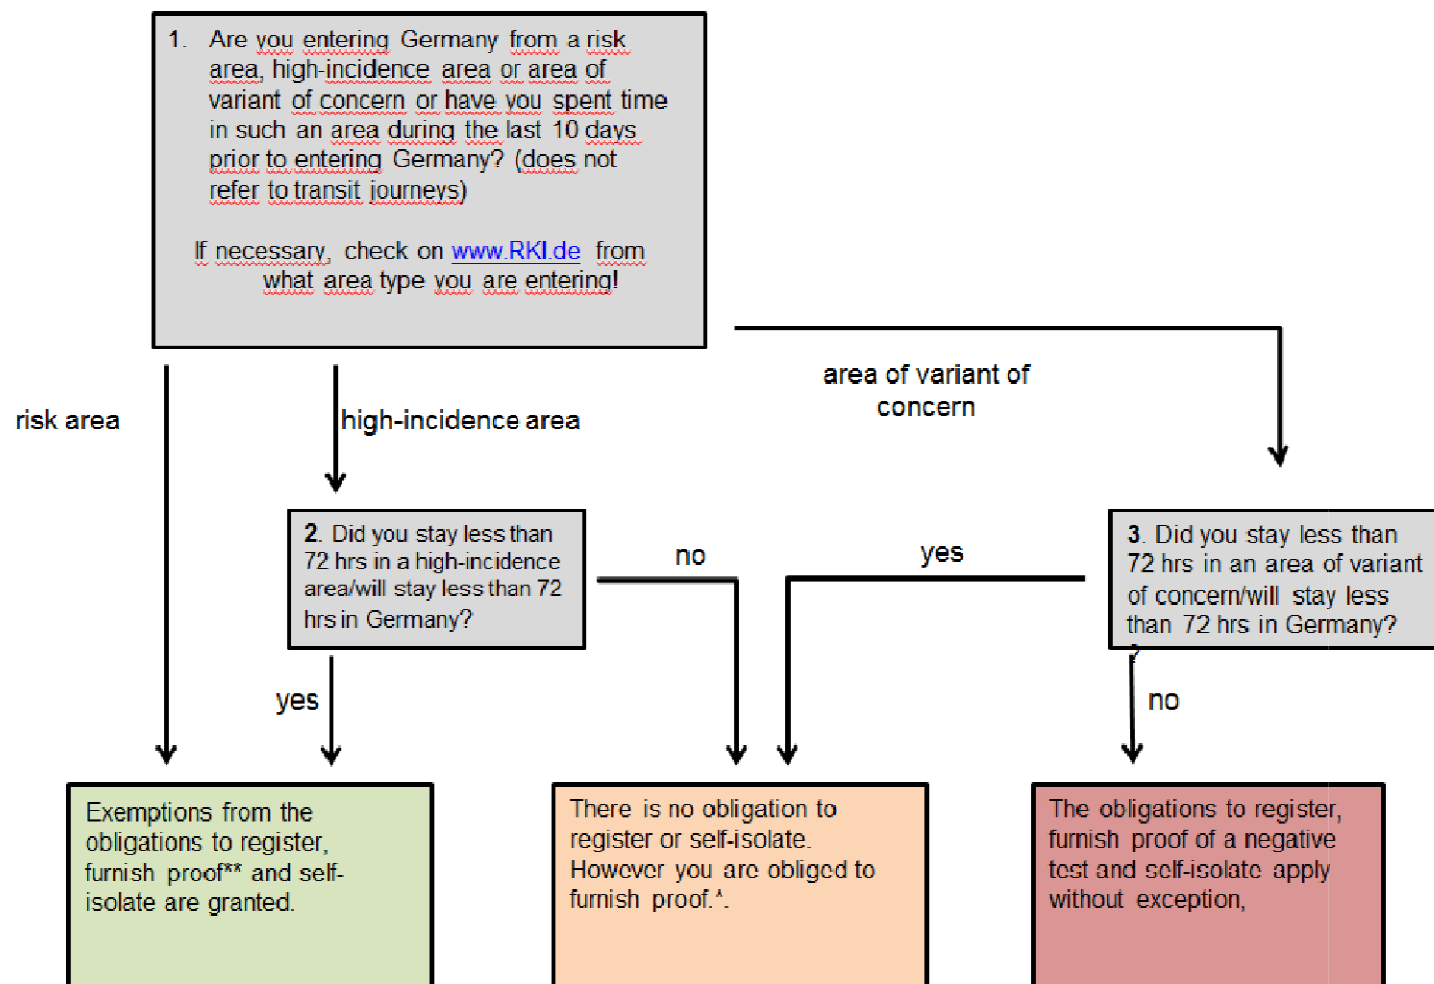 1. Are you entering Germany from a risk
area, high-incidence area or area of
variant of concern or have you spent time
in such an area during the last 10 days
prior to entering Germany? (does not
refer to transit journeys)
If necessary, check on www.RKI.de from
what area type you are entering!
risk area
high-incidence area
area of variant of
concern
2. Did you stay less than
72 hrs in a high-incidence
area/will stay less than 72
hrs in Germany?
no
yes
3. Did you stay less than
72 hrs in an area of variant
of concern/will stay less
than 72 hrs in Germany?
?
yes
no
Exemptions from the
obligations to register,
furnish proof** and self-
isolate are granted.
There is no obligation to
register or self-isolate.
However you are obliged to
furnish proof.*.
The obligations to register,
furnish proof of a negative
test and self-isolate apply
without exception,